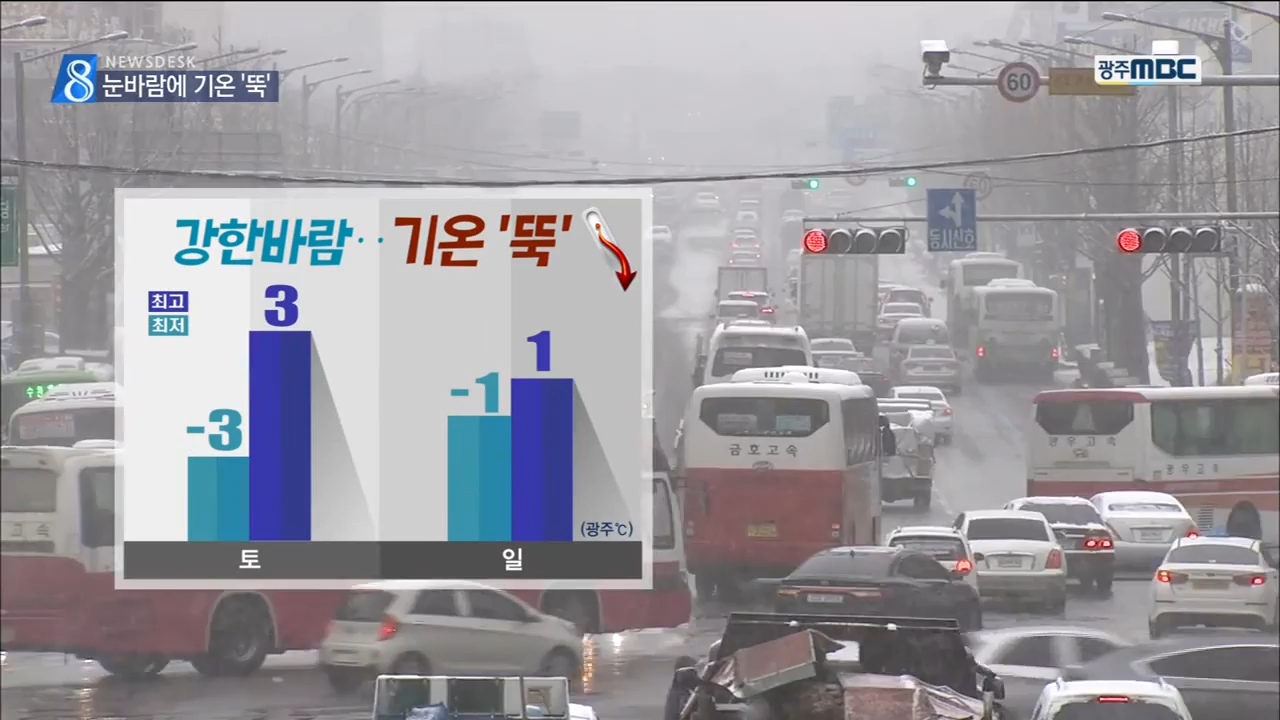 NEWSDESK
8 눈바람에 기온 '뚝'
광주MBC
60
강한바람‥기온 '뚝'
최고
최저
3
-3
1
-1
(광주℃)
토
일
동시신호
금호고속
고속